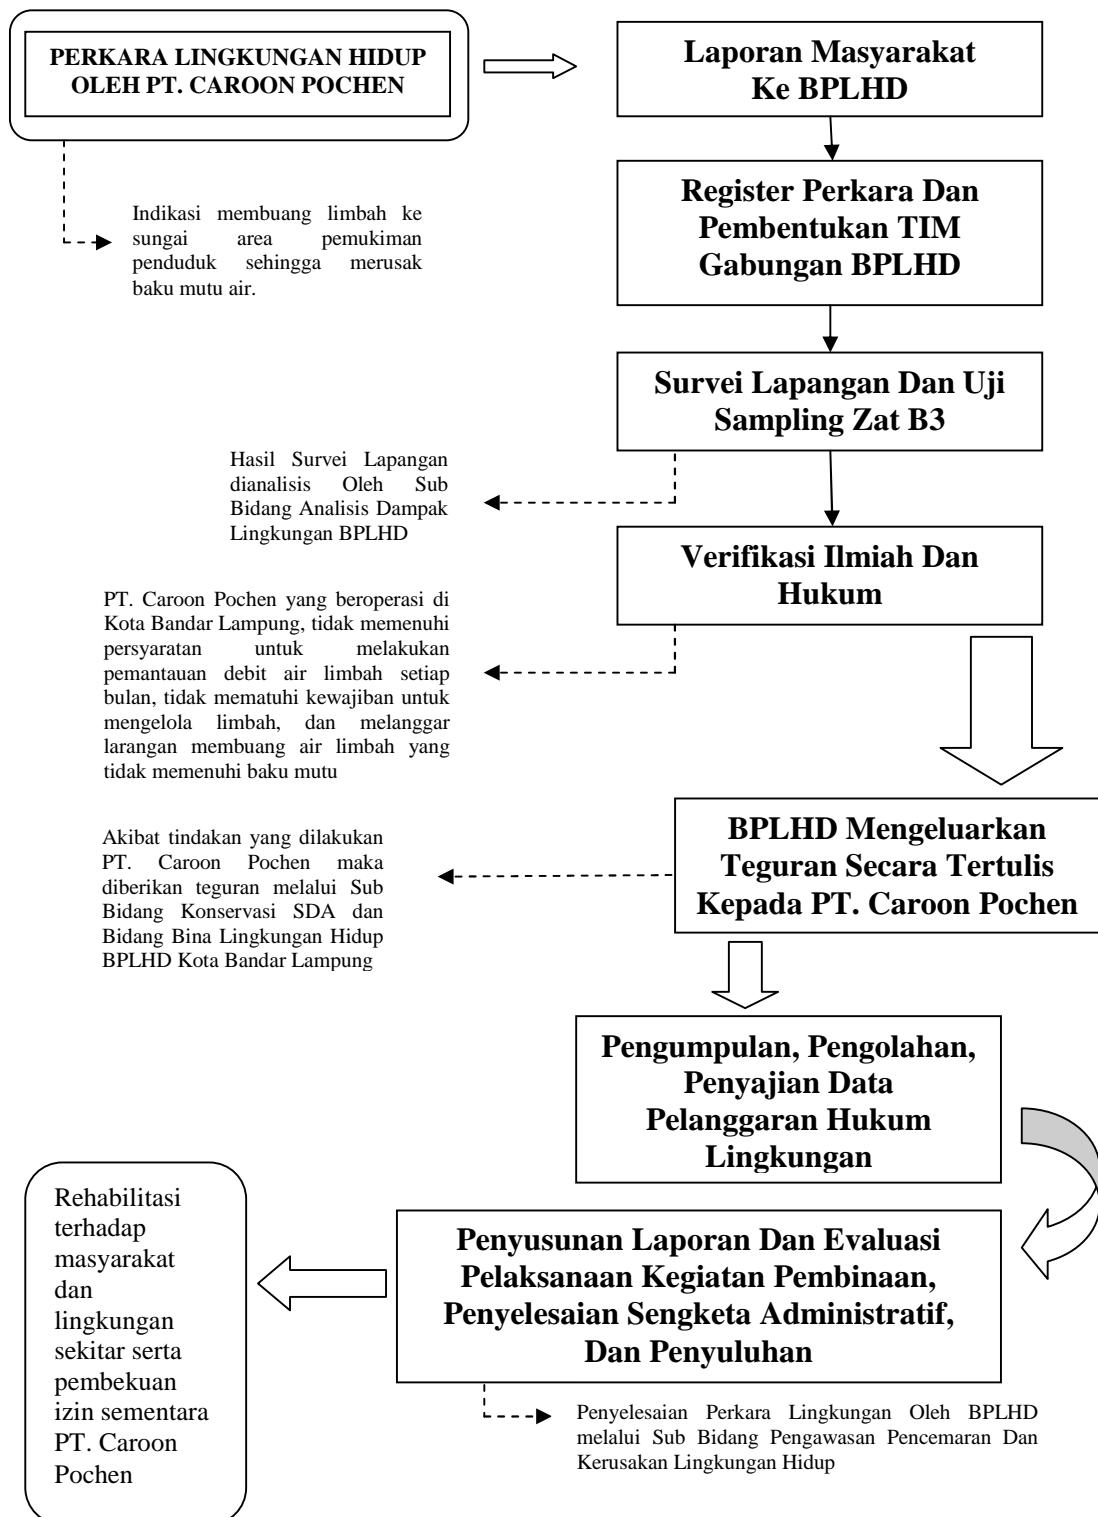 PERKARA LINGKUNGAN HIDUP
OLEH PT. CAROON POCHEN
Laporan Masyarakat
Ke BPLHD
Indikasi membuang limbah ke
sungai area pemukiman
penduduk sehingga merusak
baku mutu air.
Register Perkara Dan
Pembentukan TIM
Gabungan BPLHD
Survei Lapangan Dan Uji
Sampling Zat B3
Hasil Survei Lapangan
dianalisis Oleh Sub
Bidang Analisis Dampak
Lingkungan BPLHD
Verifikasi Ilmiah Dan
Hukum
PT. Caroon Pochen yang beroperasi di
Kota Bandar Lampung, tidak memenuhi
persyaratan untuk melakukan
pemantauan debit air limbah setiap
bulan, tidak mematuhi kewajiban untuk
mengelola limbah, dan melanggar
larangan membuang air limbah yang
tidak memenuhi baku mutu
BPLHD Mengeluarkan
Teguran Secara Tertulis
Kepada PT. Caroon Pochen
Akibat tindakan yang dilakukan
PT. Caroon Pochen maka
diberikan teguran melalui Sub
Bidang Konservasi SDA dan
Bidang Bina Lingkungan Hidup
BPLHD Kota Bandar Lampung
Pengumpulan, Pengolahan,
Penyajian Data
Pelanggaran Hukum
Lingkungan
Penyusunan Laporan Dan Evaluasi
Pelaksanaan Kegiatan Pembinaan,
Penyelesaian Sengketa Administratif,
Dan Penyuluhan
Rehabilitasi
terhadap
masyarakat
dan
lingkungan
sekitar serta
pembekuan
izin sementara
PT. Caroon
Pochen
Penyelesaian Perkara Lingkungan Oleh BPLHD
melalui Sub Bidang Pengawasan Pencemaran Dan
Kerusakan Lingkungan Hidup